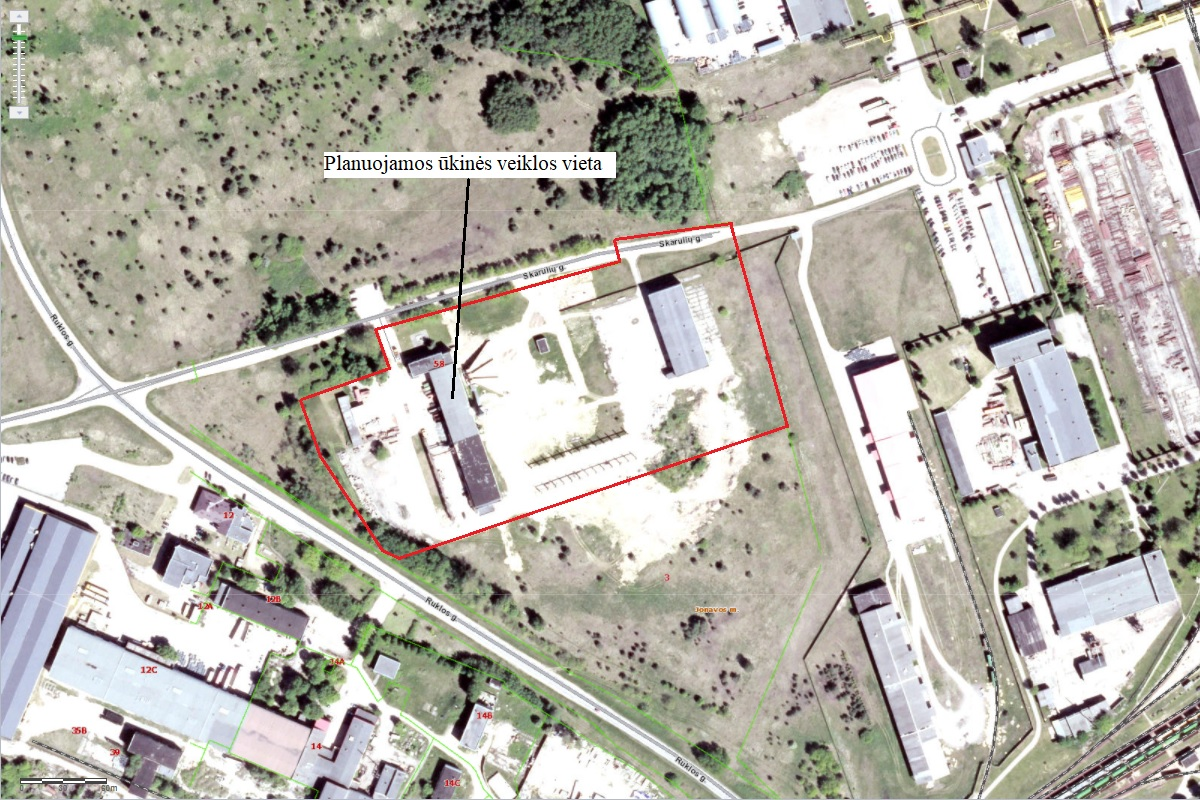 Planuojamos ūkinės veiklos vieta
Skarulių g.
Skarulių g.
Ruklos g.
58
12
3
Jonavos m
12A
12B
Ruklos g.
14A
12C
14B
35B
39
14
Ruklos g.
14C